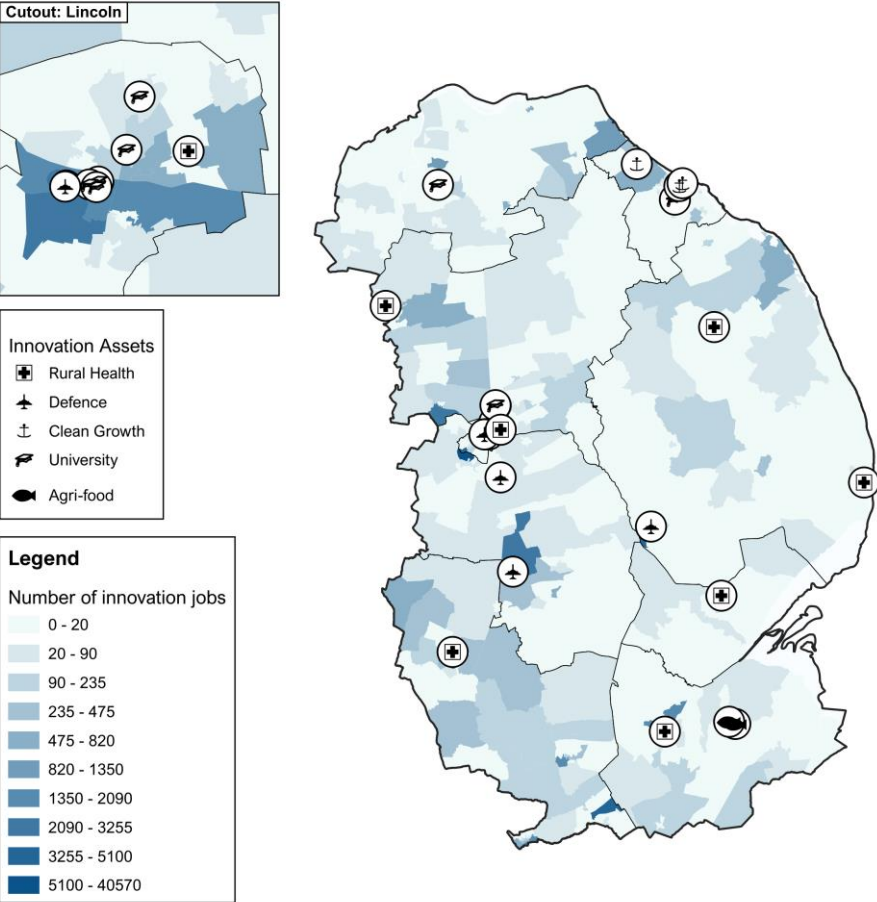 Cutout: Lincoln
Innovation Assets
Rural Health
Defence
Clean Growth
University
Agri-food
Legend
Number of innovation jobs
0 - 20
20 - 90
90 - 235
235 - 475
475 - 820
820 - 1350
1350 - 2090
2090 - 3255
3255 - 5100
5100 - 40570